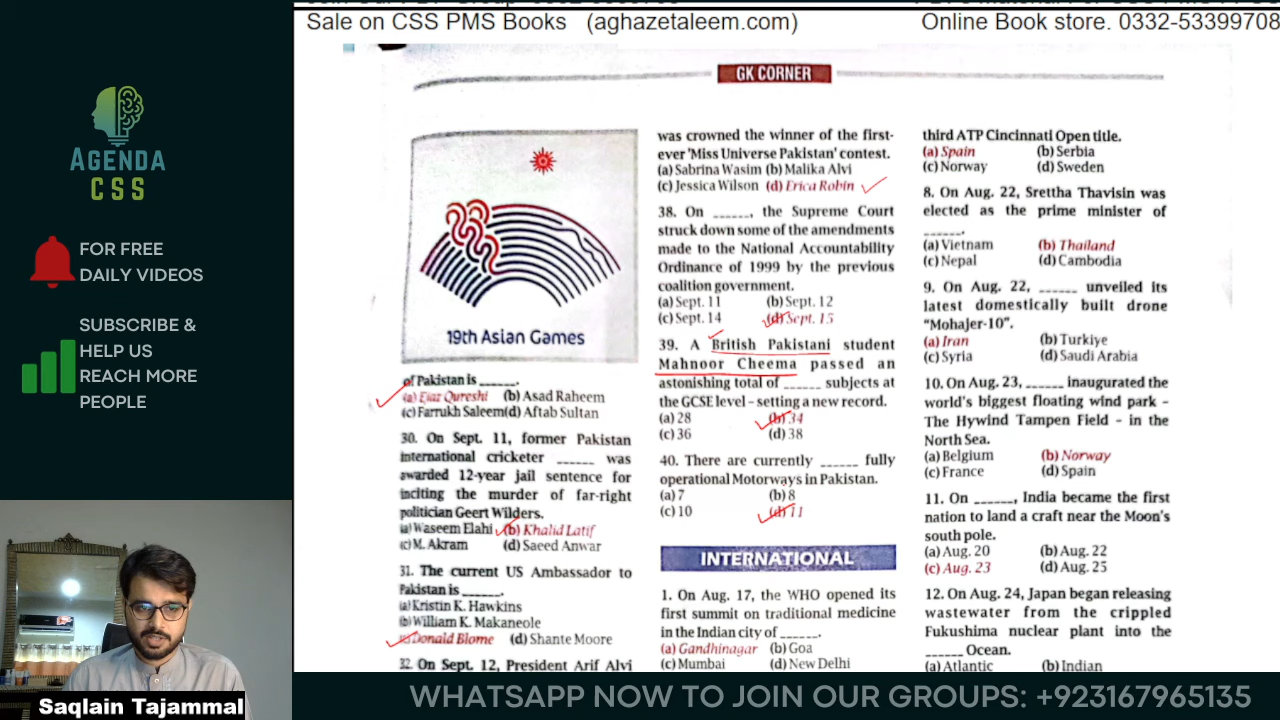 Sale on CSS PMS Books (aghazetaleem.com)
Online Book store. 0332-53399708
AGENDA
CSS
FOR FREE
DAILY VIDEOS
SUBSCRIBE &
HELP US
REACH MORE
PEOPLE
Saqlain Tajammal
GK CORNER
19th Asian Games
of Pakistan is ______.
(a) Ejaz Qureshi (b) Asad Raheem
(c) Farrukh Saleem(d) Aftab Sultan
30. On Sept. 11, former Pakistan
international cricketer ______ was
awarded 12-year jail sentence for
inciting the murder of far-right
politician Geert Wilders.
(a) Waseem Elahi (b) Khalid Latif
(c) M. Akram (d) Saeed Anwar
31. The current US Ambassador to
Pakistan is ______.
(a) Kristin K. Hawkins
(b) William K. Makaneole
(c) Donald Blome (d) Shante Moore
32. On Sept. 12, President Arif Alvi
was crowned the winner of the first-
ever 'Miss Universe Pakistan' contest.
(a) Sabrina Wasim (b) Malika Alvi
(c) Jessica Wilson (d) Erica Robin
38. On ______, the Supreme Court
struck down some of the amendments
made to the National Accountability
Ordinance of 1999 by the previous
coalition government.
(a) Sept. 11 (b) Sept. 12
(c) Sept. 14 (d) Sept. 15
39. A British Pakistani student
Mahnoor Cheema passed an
astonishing total of ______ subjects at
the GCSE level – setting a new record.
(a) 28 (b) 34
(c) 36 (d) 38
40. There are currently ______ fully
operational Motorways in Pakistan.
(a) 7 (b) 8
(c) 10 (d) 11
INTERNATIONAL
1. On Aug. 17, the WHO opened its
first summit on traditional medicine
in the Indian city of ______.
(a) Gandhinagar (b) Goa
(c) Mumbai (d) New Delhi
third ATP Cincinnati Open title.
(a) Spain (b) Serbia
(c) Norway (d) Sweden
8. On Aug. 22, Srettha Thavisin was
elected as the prime minister of
______.
(a) Vietnam (b) Thailand
(c) Nepal (d) Cambodia
9. On Aug. 22, ______ unveiled its
latest domestically built drone
"Mohajer-10".
(a) Iran (b) Turkiye
(c) Syria (d) Saudi Arabia
10. On Aug. 23, ______ inaugurated the
world's biggest floating wind park –
The Hywind Tampen Field – in the
North Sea.
(a) Belgium (b) Norway
(c) France (d) Spain
11. On ______, India became the first
nation to land a craft near the Moon's
south pole.
(a) Aug. 20 (b) Aug. 22
(c) Aug. 23 (d) Aug. 25
12. On Aug. 24, Japan began releasing
wastewater from the crippled
Fukushima nuclear plant into the
______ Ocean.
(a) Atlantic (b) Indian
WHATSAPP NOW TO JOIN OUR GROUPS: +923167965135